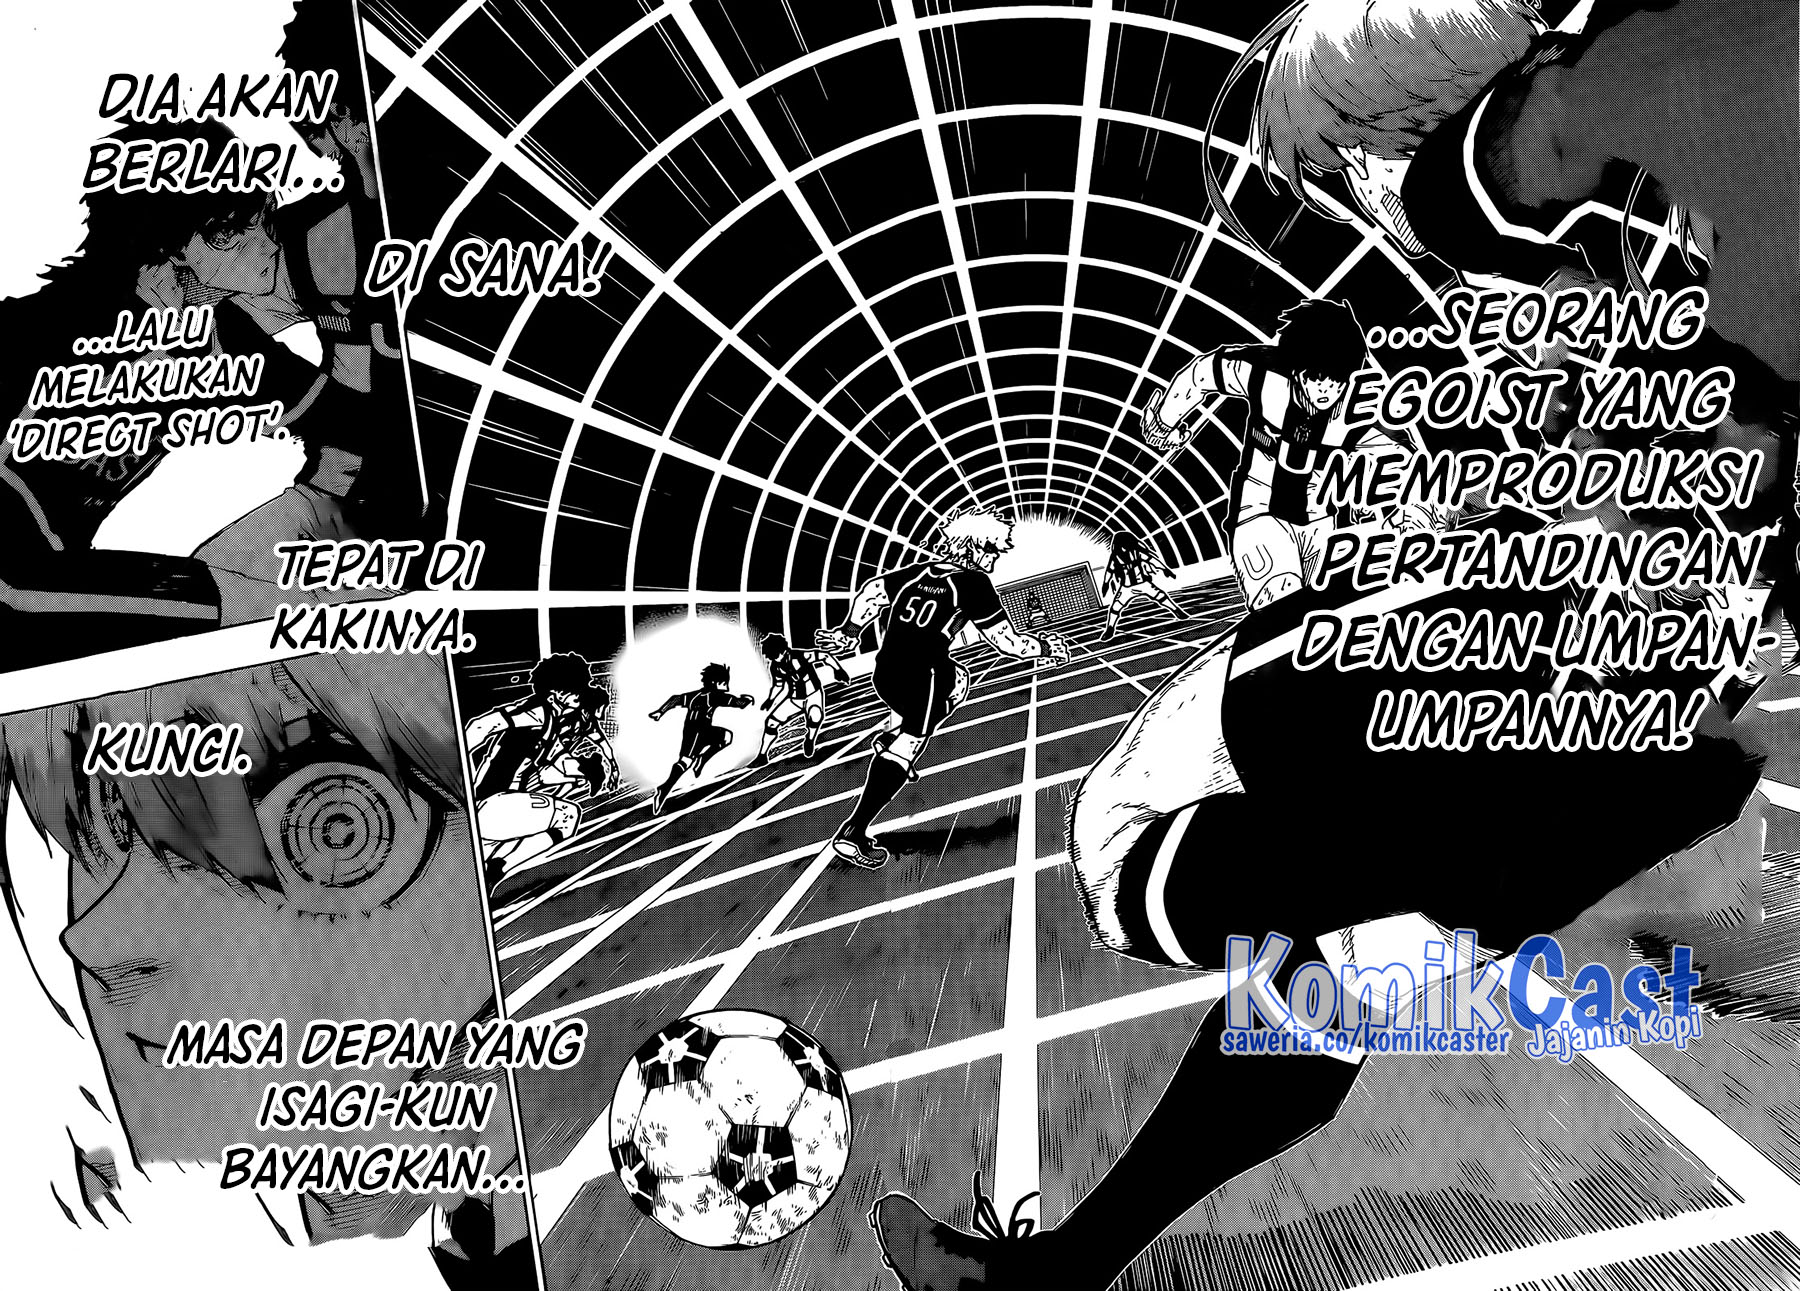 ...SEORANG
EGOIST YANG
MEMPRODUKSI
PERTANDINGAN
DENGAN UMPAN-
UMPANNYA!
DIA AKAN
BERLARI...
DI SANA!
...LALU
MELAKUKAN
'DIRECT SHOT'.
TEPAT DI
KAKINYA.
KUNCI.
MASA DEPAN YANG
ISAGI-KUN
BAYANGKAN...
50
U
U
U
KomikCast
saweria.co/komikcaster Jajanin Kopi